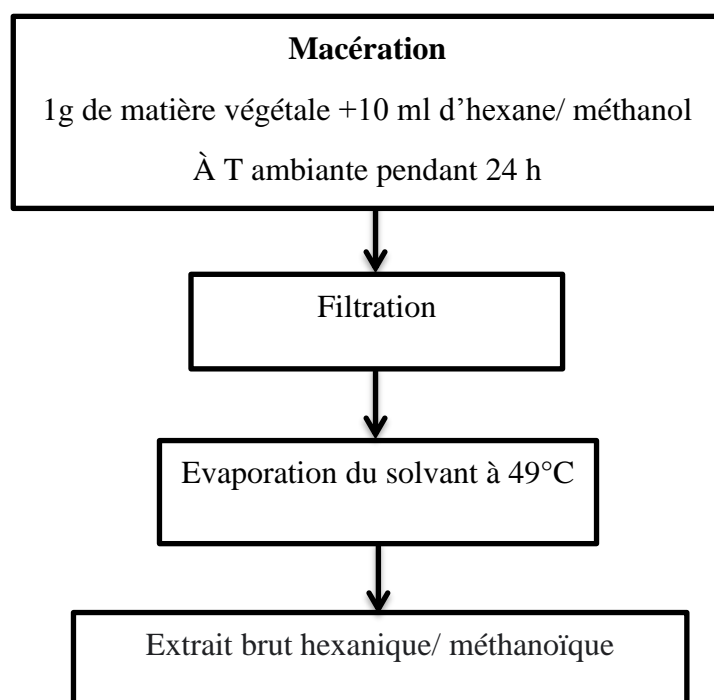 Macération
1g de matière végétale +10 ml d’hexane/ méthanol
À T ambiante pendant 24 h
Filtration
Evaporation du solvant à 49°C
Extrait brut hexanique/ méthanoïque